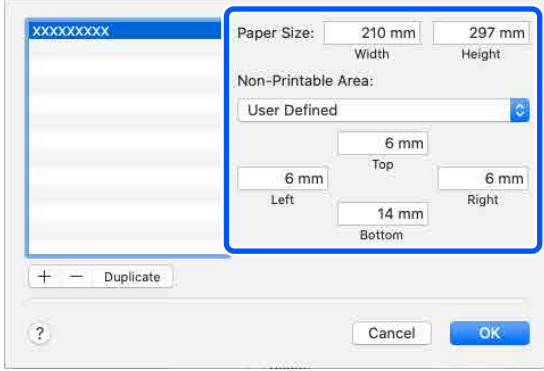 XXXXXXXXX
Paper Size: 210 mm 297 mm
Width Height
Non-Printable Area:
User Defined
6 mm
Top
6 mm 6 mm
Left Right
14 mm
Bottom
+ − Duplicate
? Cancel OK